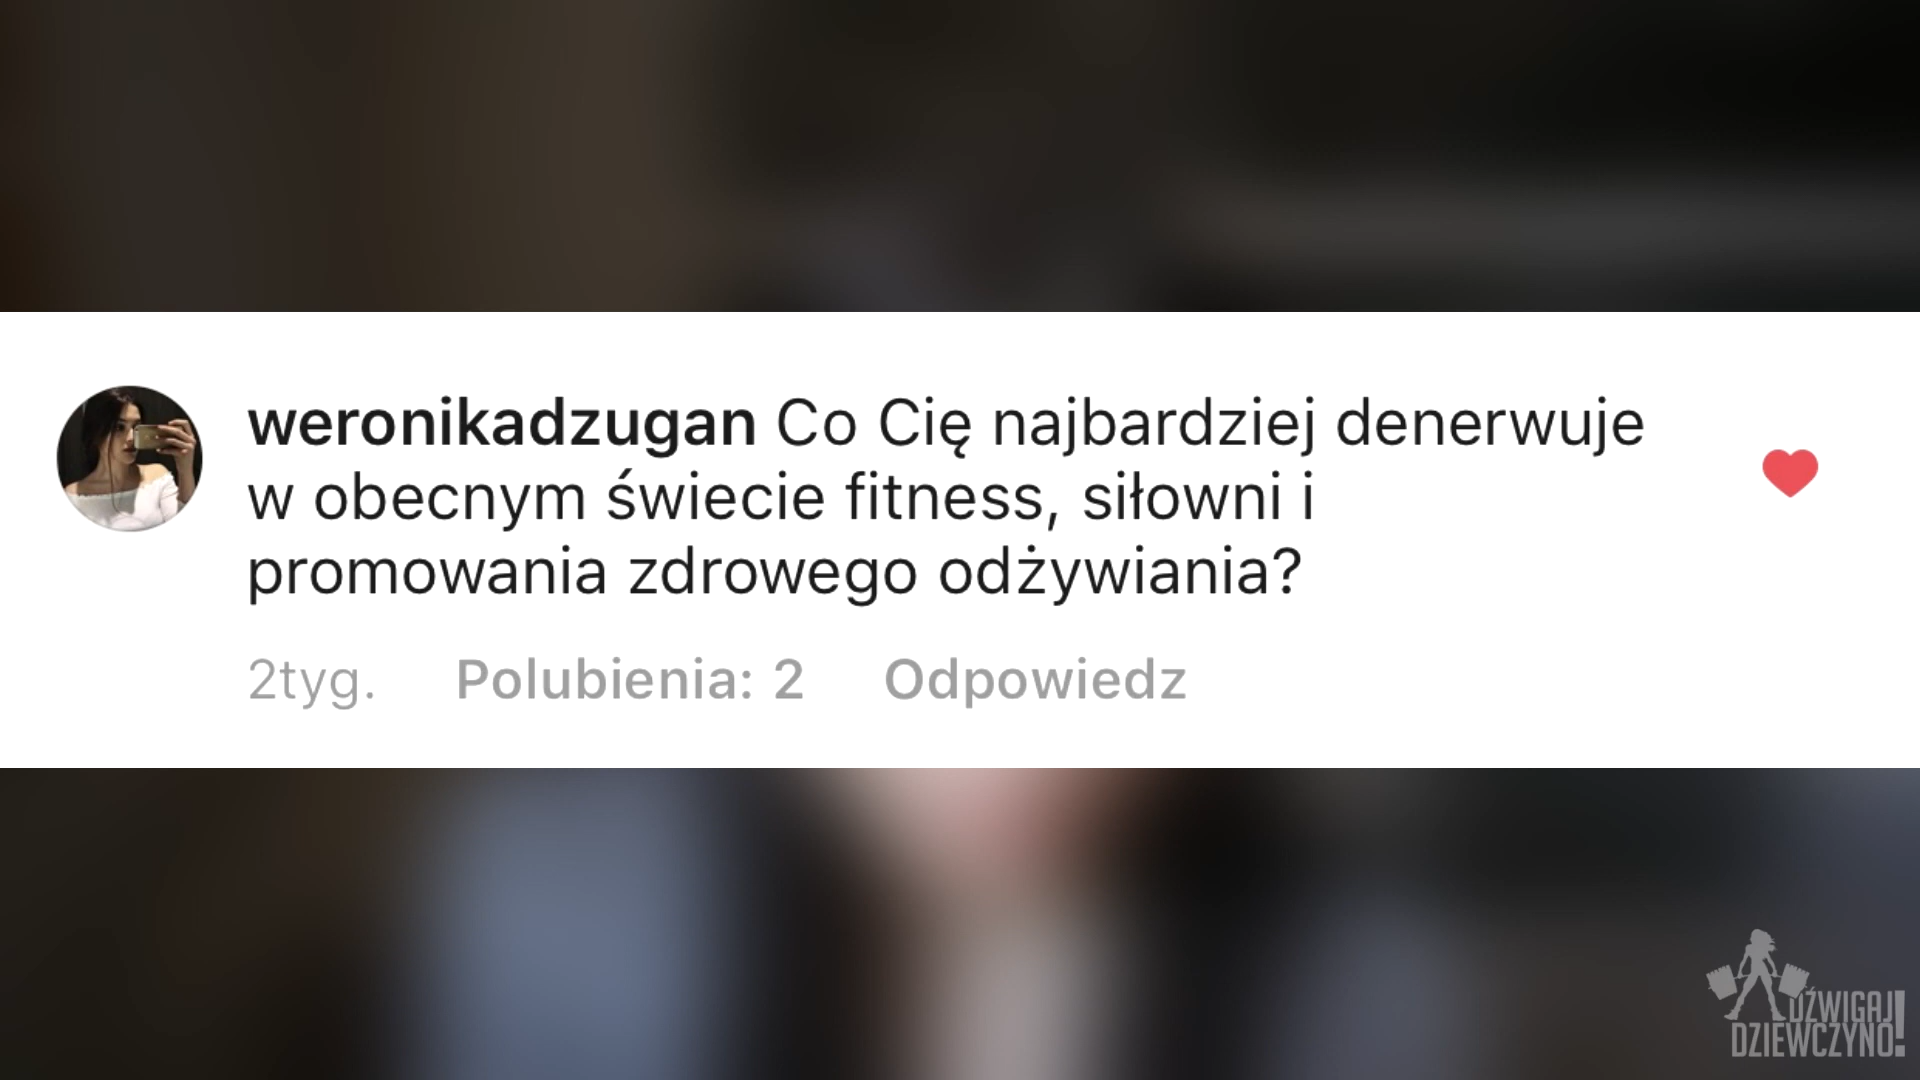 weronikadzugan Co Cię najbardziej denerwuje
w obecnym świecie fitness, siłowni i
promowania zdrowego odżywiania?
2tyg. Polubienia: 2 Odpowiedz
DŹWIGAJ
DZIEWCZYNO!